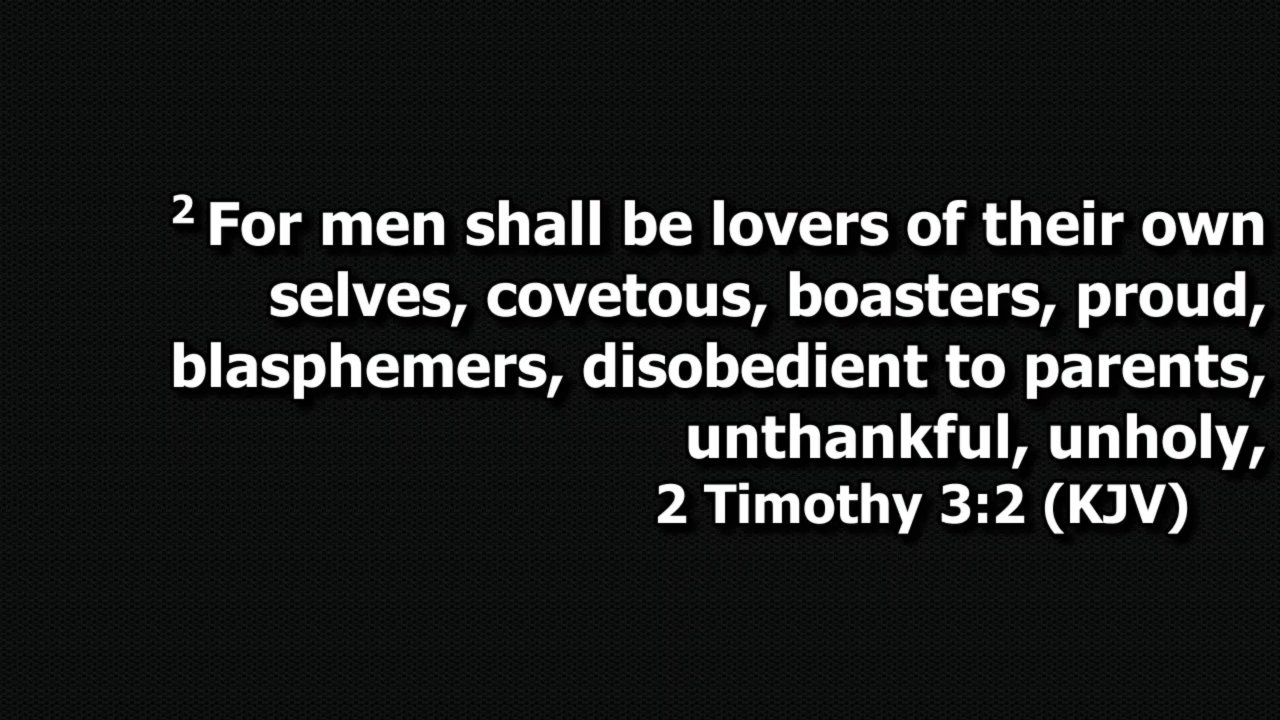 2 For men shall be lovers of their own
selves, covetous, boasters, proud,
blasphemers, disobedient to parents,
unthankful, unholy,
2 Timothy 3:2 (KJV)